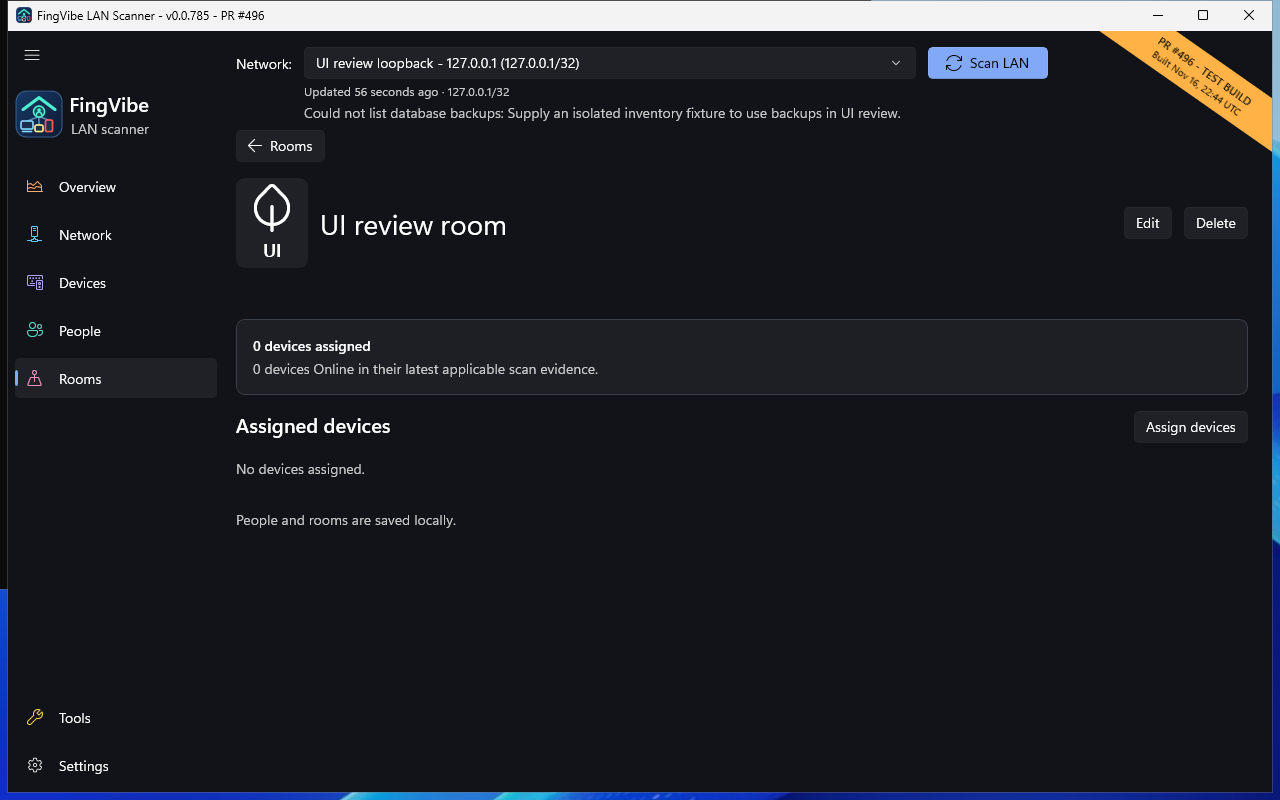 FingVibe LAN Scanner - v0.0.785 - PR #496
Network:
UI review loopback - 127.0.0.1 (127.0.0.1/32)
Scan LAN
PR #496 - TEST BUILD
Built Nov 16, 22:44 UTC
Updated 56 seconds ago · 127.0.0.1/32
Could not list database backups: Supply an isolated inventory fixture to use backups in UI review.
FingVibe
LAN scanner
Overview
Network
Devices
People
Rooms
Tools
Settings
Rooms
UI
UI review room
Edit
Delete
0 devices assigned
0 devices Online in their latest applicable scan evidence.
Assigned devices
Assign devices
No devices assigned.
People and rooms are saved locally.